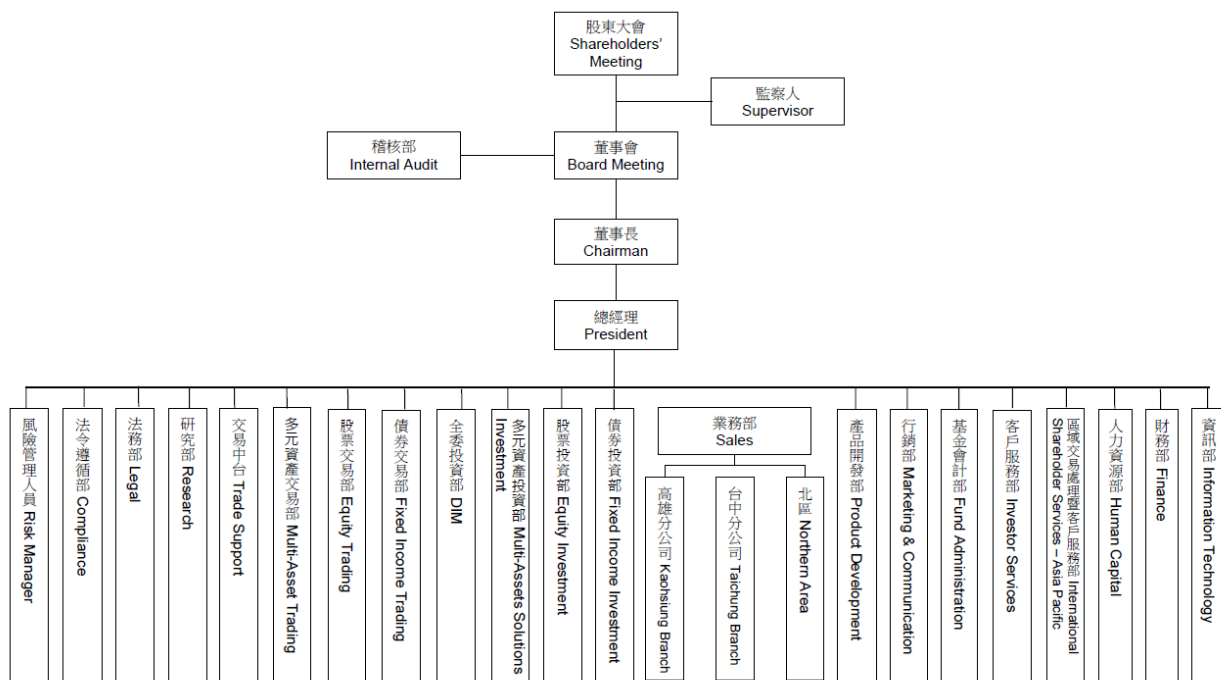 股東大會
Shareholders'
Meeting
監察人
Supervisor
稽核部
Internal Audit
董事會
Board Meeting
董事長
Chairman
總經理
President
風險管理人員 Risk Manager
法令遵循部 Compliance
法務部 Legal
研究部 Research
交易中台 Trade Support
多元資產交易部 Multi-Asset Trading
股票交易部 Equity Trading
債券交易部 Fixed Income Trading
全委投資部 DIM
多元資產投資部 Multi-Assets Solutions
Investment
股票投資部 Equity Investment
債券投資部 Fixed Income Investment
業務部
Sales
高雄分公司 Kaohsiung Branch
台中分公司 Taichung Branch
北區 Northern Area
產品開發部 Product Development
行銷部 Marketing & Communication
基金會計部 Fund Administration
客戶服務部 Investor Services
區域交易處理暨客戶服務部 International
Shareholder Services – Asia Pacific
人力資源部 Human Capital
財務部 Finance
資訊部 Information Technology